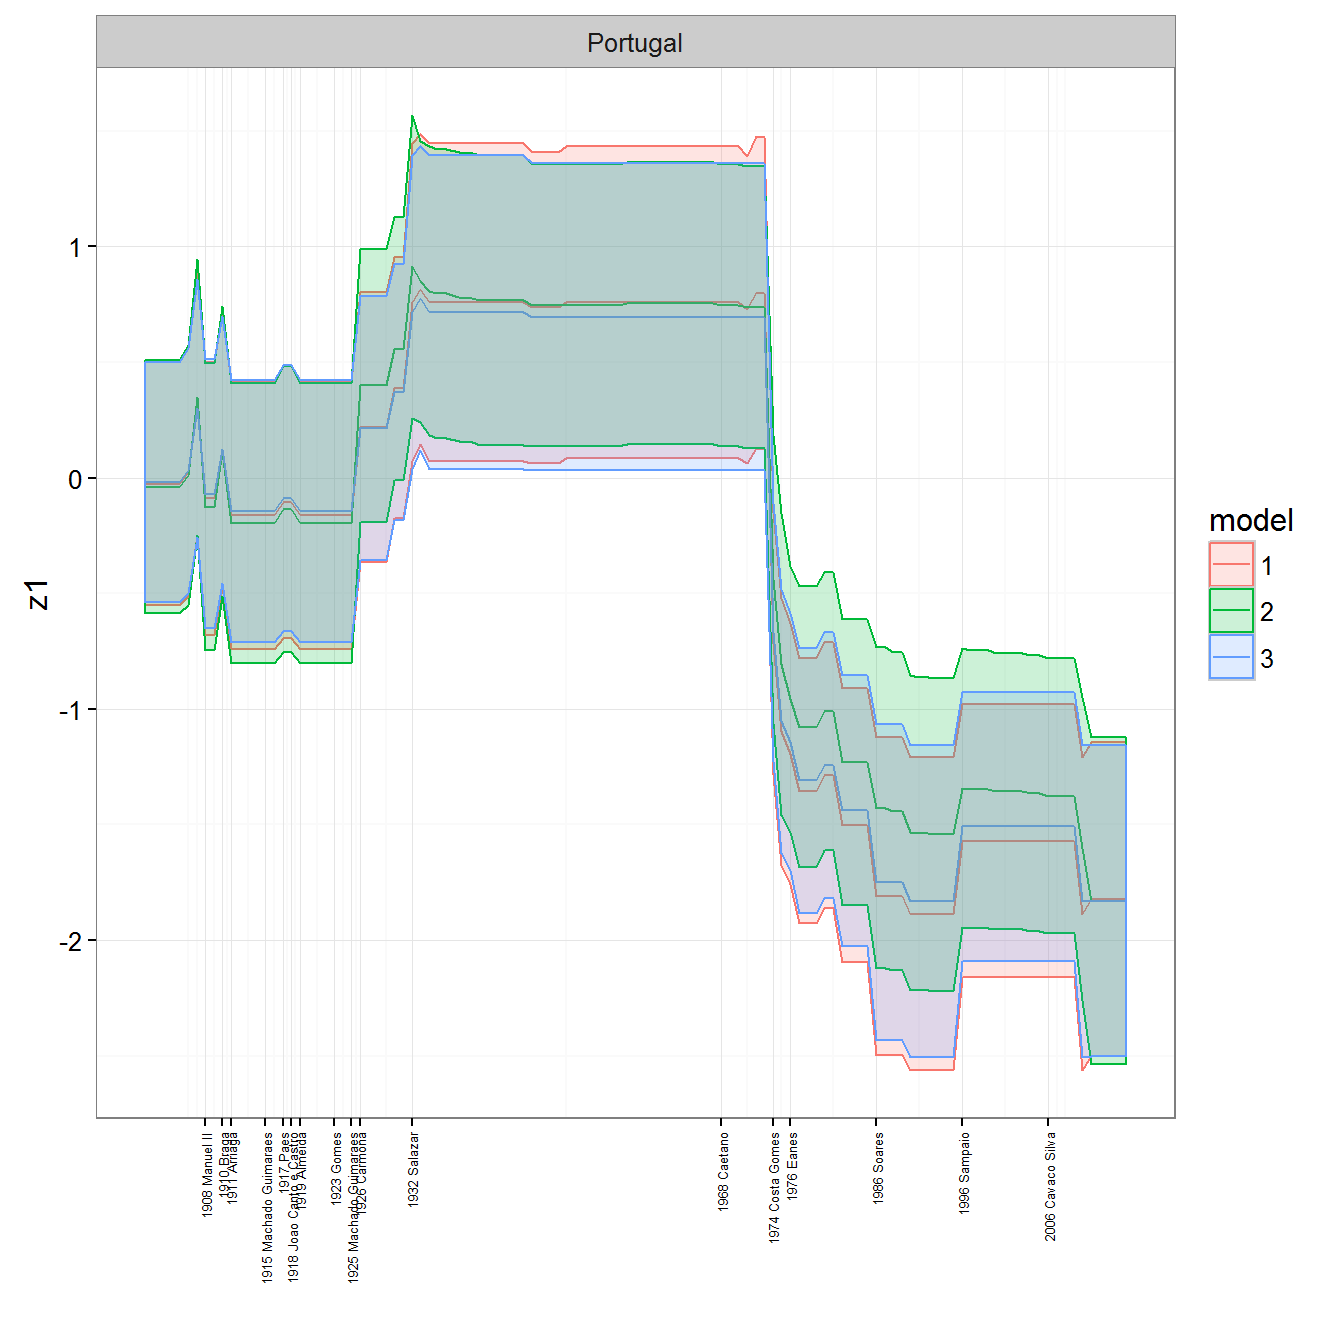 Portugal
z1
1
0
-1
-2
model
1
2
3
1908 Manuel II
1910 Braga
1911 Arriaga
1915 Machado Guimaraes
1917 Paes
1918 Joao Canto e Castro
1919 Almeida
1923 Gomes
1925 Machado Guimaraes
1926 Carmona
1932 Salazar
1968 Caetano
1974 Costa Gomes
1976 Eanes
1986 Soares
1996 Sampaio
2006 Cavaco Silva